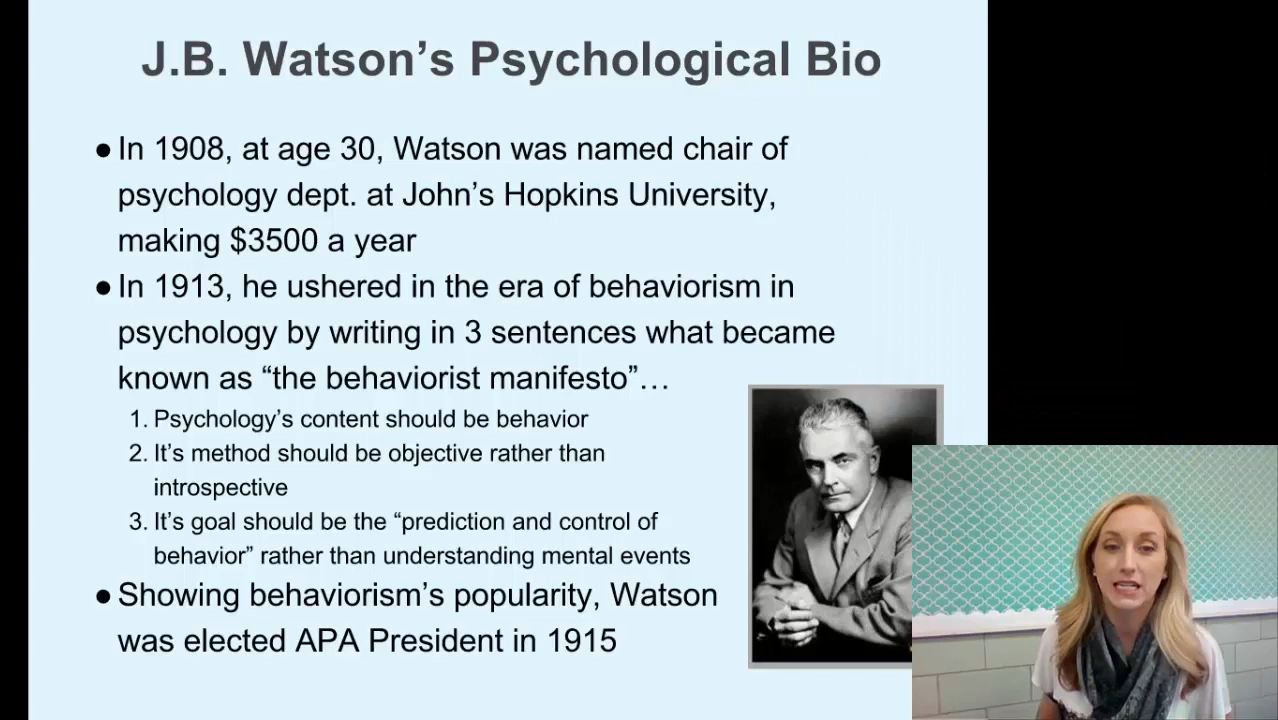 J.B. Watson’s Psychological Bio
●In 1908, at age 30, Watson was named chair of
psychology dept. at John’s Hopkins University,
making $3500 a year
●In 1913, he ushered in the era of behaviorism in
psychology by writing in 3 sentences what became
known as “the behaviorist manifesto”…
1. Psychology’s content should be behavior
2. It’s method should be objective rather than
introspective
3. It’s goal should be the “prediction and control of
behavior” rather than understanding mental events
●Showing behaviorism’s popularity, Watson
was elected APA President in 1915